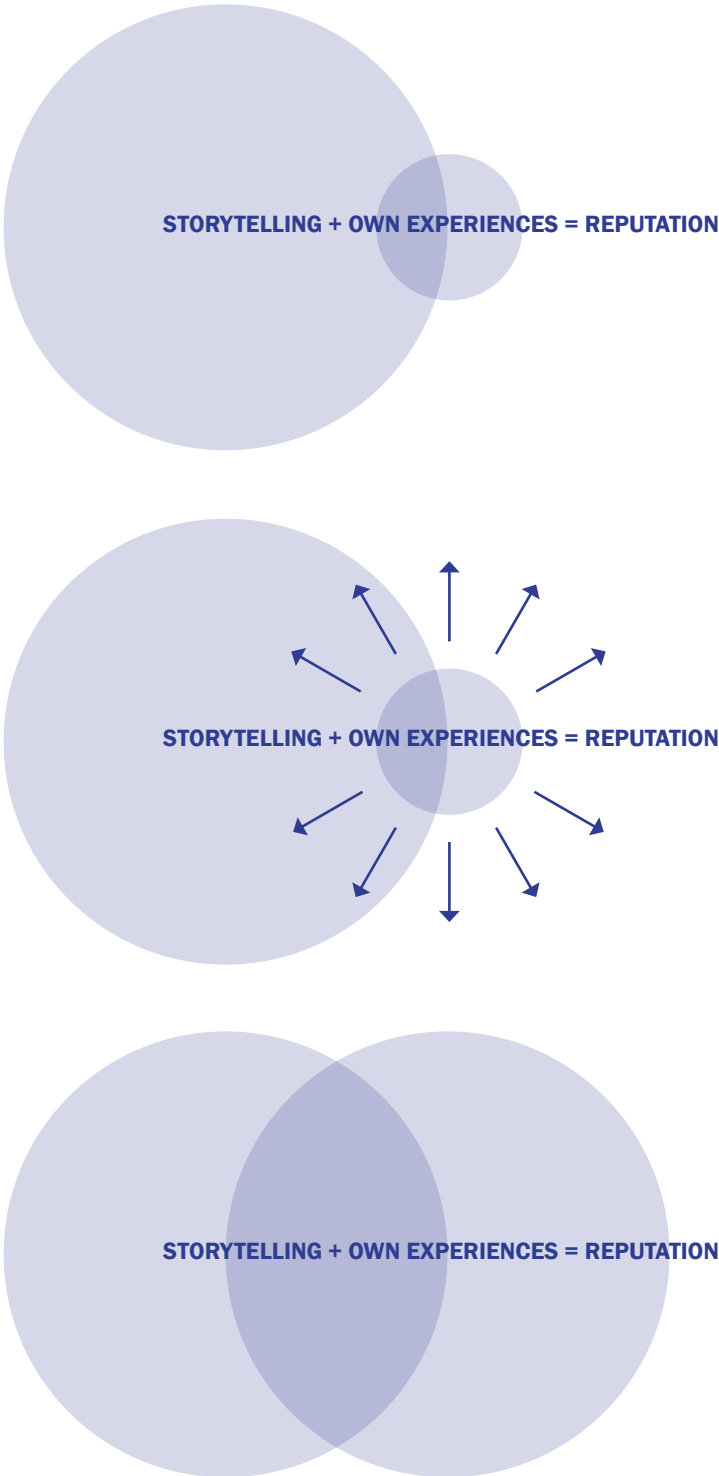 STORYTELLING + OWN EXPERIENCES = REPUTATION
STORYTELLING + OWN EXPERIENCES = REPUTATION
STORYTELLING + OWN EXPERIENCES = REPUTATION